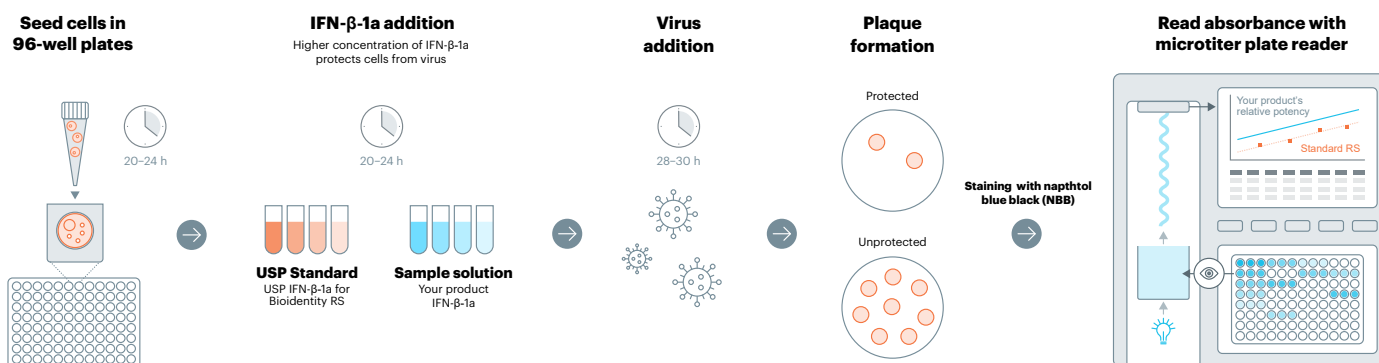 Seed cells in
96-well plates
20–24 h
IFN-β-1a addition
Higher concentration of IFN-β-1a
protects cells from virus
20–24 h
USP Standard
USP IFN-β-1a for
Bioidentity RS
Sample solution
Your product
IFN-β-1a
Virus
addition
28–30 h
Plaque
formation
Protected
Unprotected
Staining with napthtol
blue black (NBB)
Read absorbance with
microtiter plate reader
Your product's
relative potency
Standard RS